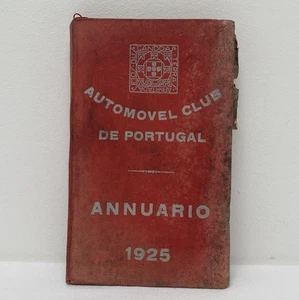 AUTOMOVEL CLUB
DE PORTUGAL
ANNUARIO
1925